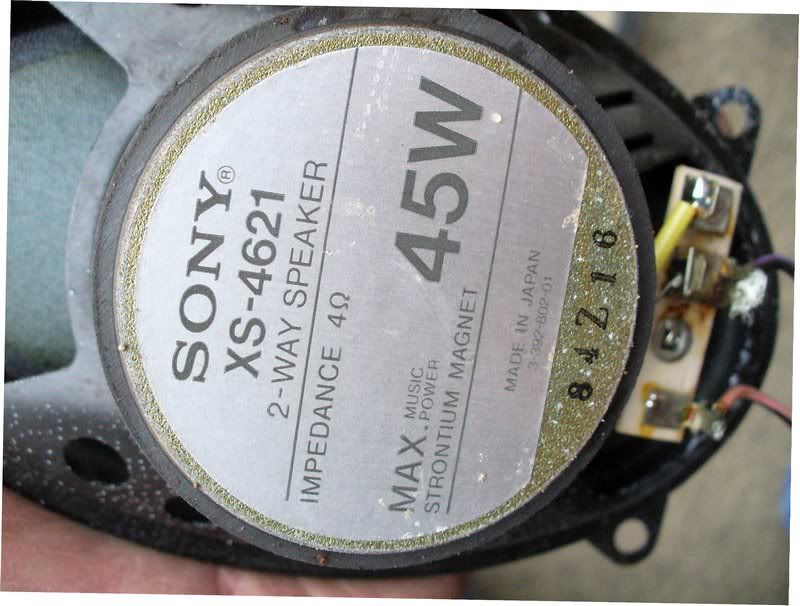 SONY®
XS-4621
2-WAY SPEAKER
IMPEDANCE 4Ω
MAX. MUSIC POWER 45W
STRONTIUM MAGNET
MADE IN JAPAN
3-392-802-01
84Z16